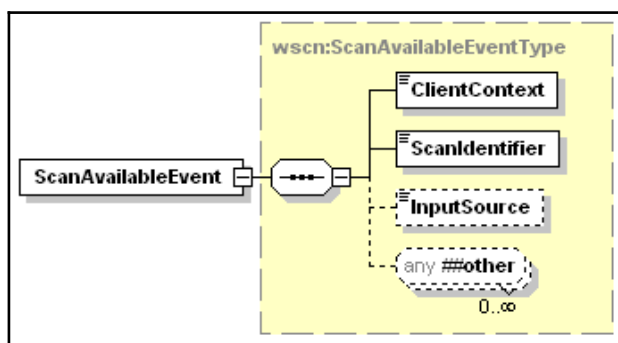 wscn:ScanAvailableEventType
ClientContext
ScanIdentifier
ScanAvailableEvent
InputSource
any ##other
0..∞